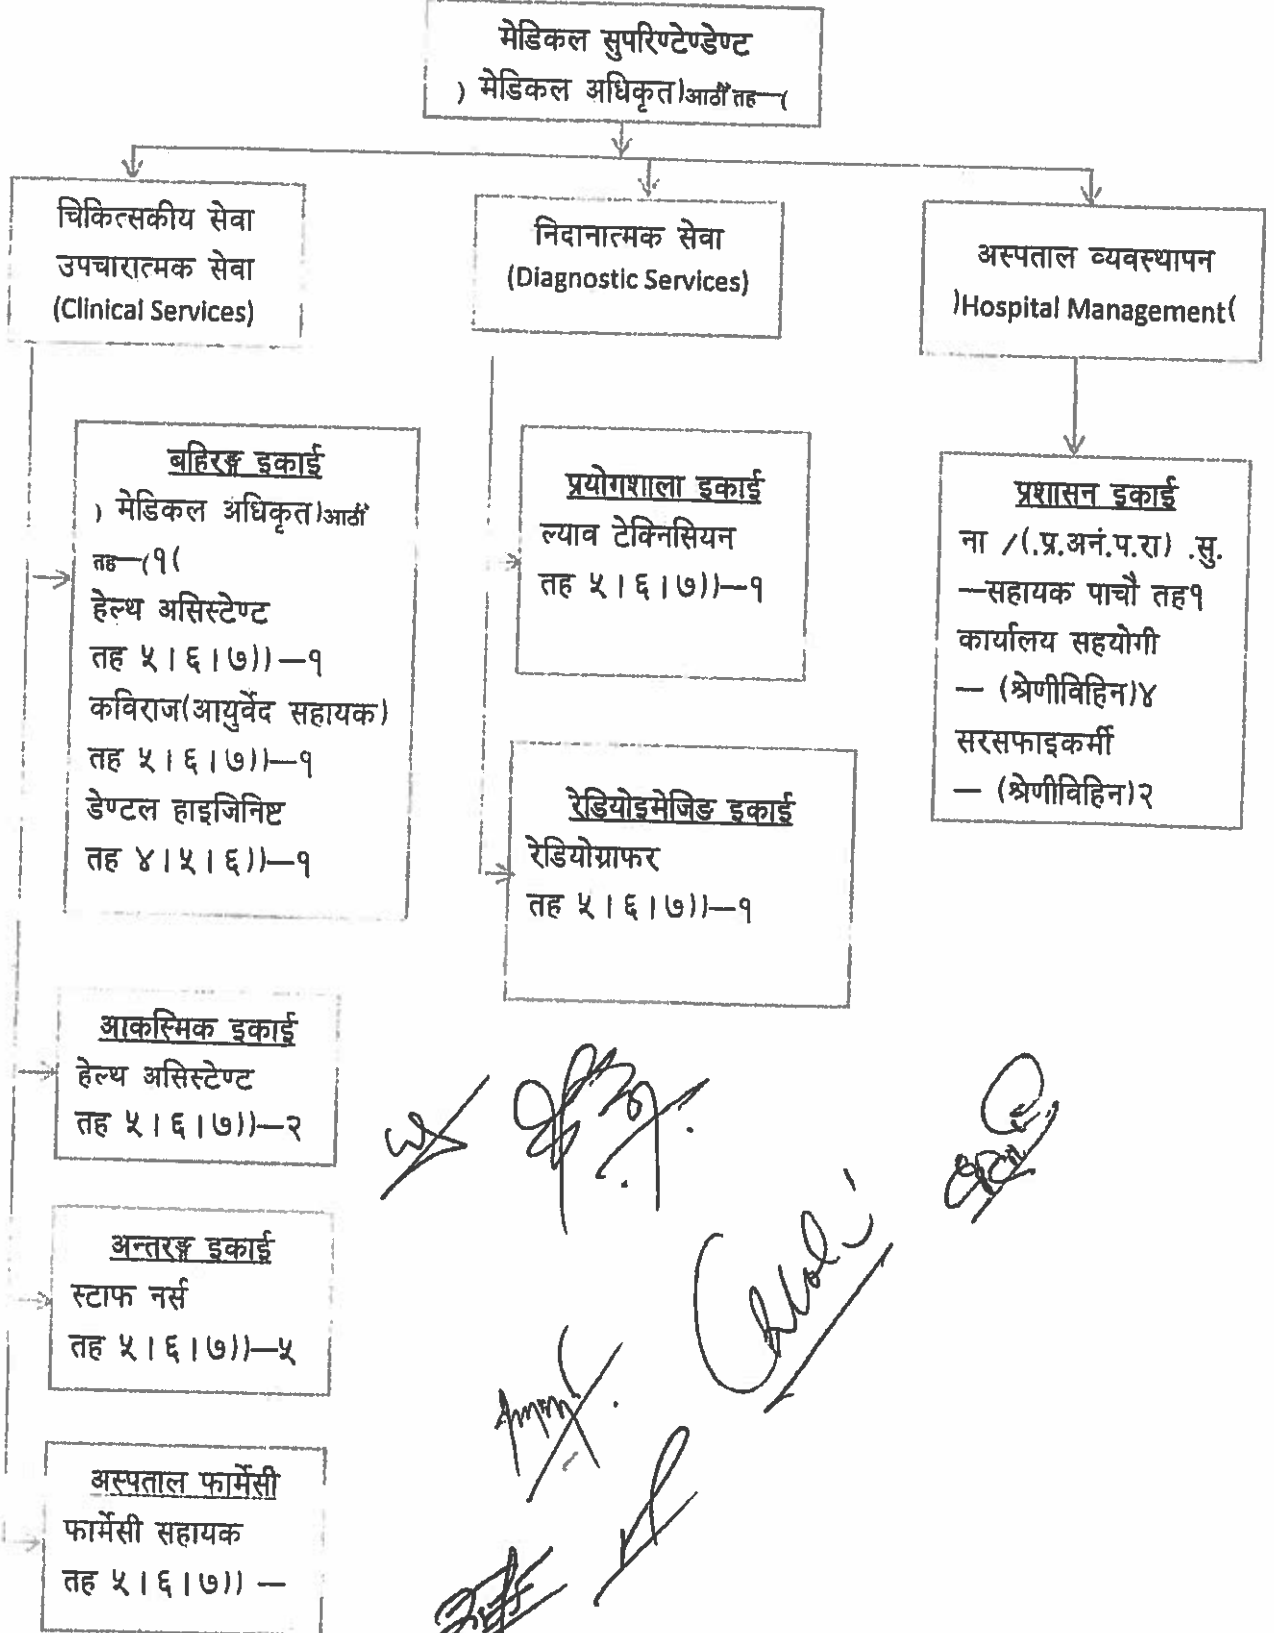 मेडिकल सुपरिण्टेण्डेण्ट
) मेडिकल अधिकृत)आठौँ तह—(
चिकित्सकीय सेवा
उपचारात्मक सेवा
(Clinical Services)
निदानात्मक सेवा
(Diagnostic Services)
अस्पताल व्यवस्थापन
)Hospital Management(
बहिरङ्ग इकाई
) मेडिकल अधिकृत)आठौँ
तह—(१(
हेल्थ असिस्टेण्ट
तह ५।६।७))—१
कविराज(आयुर्वेद सहायक)
तह ५।६।७))—१
डेण्टल हाइजिनिष्ट
तह ४।५।६))—१
प्रयोगशाला इकाई
ल्याव टेक्निसियन
तह ५।६।७))—१
प्रशासन इकाई
ना /(.प्र.अनं.प.रा) .सु.
—सहायक पाचौ तह१
कार्यालय सहयोगी
— (श्रेणीविहिन)४
सरसफाइकर्मी
— (श्रेणीविहिन)२
रेडियोइमेजिङ इकाई
रेडियोग्राफर
तह ५।६।७))—१
आकस्मिक इकाई
हेल्थ असिस्टेण्ट
तह ५।६।७))—२
अन्तरङ्ग इकाई
स्टाफ नर्स
तह ५।६।७))—५
अस्पताल फार्मेसी
फार्मेसी सहायक
तह ५।६।७)) —